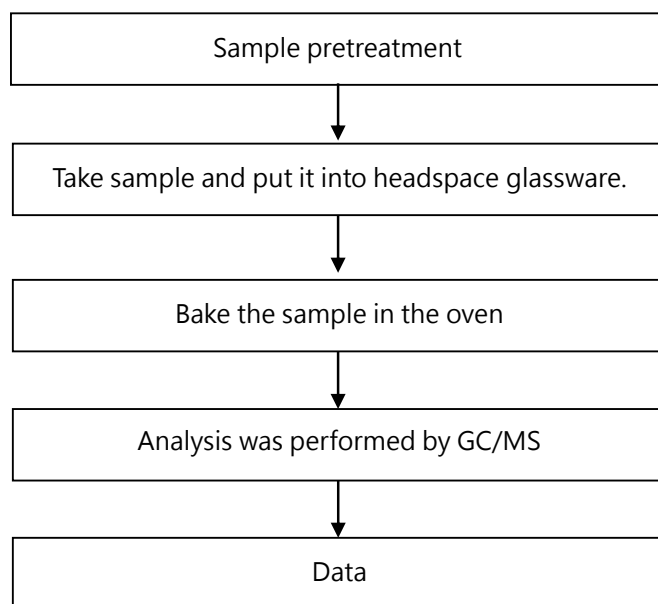 Sample pretreatment
Take sample and put it into headspace glassware.
Bake the sample in the oven
Analysis was performed by GC/MS
Data